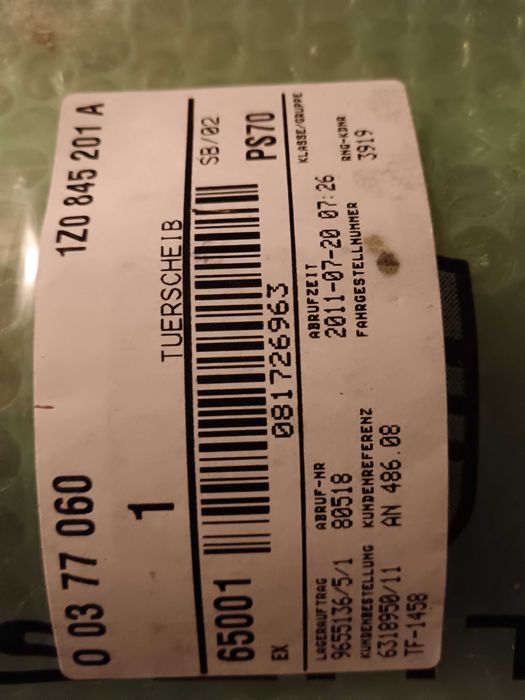 0 03 77 060 1Z0 845 201 A
1 TUERSCHEIB
65001 SB/02
EX 081726963 PS70
LAGERAUFTRAG ABRUF-NR ABRUFZEIT KLASSE/GRUPPE
9655136/5/1 80518 2011-07-20 07:26
KUNDENBESTELLUNG KUNDENREFERENZ FAHRGESTELLNUMMER RNG-KDNR
6318950/11 AN 486.08 3919
TF-1458